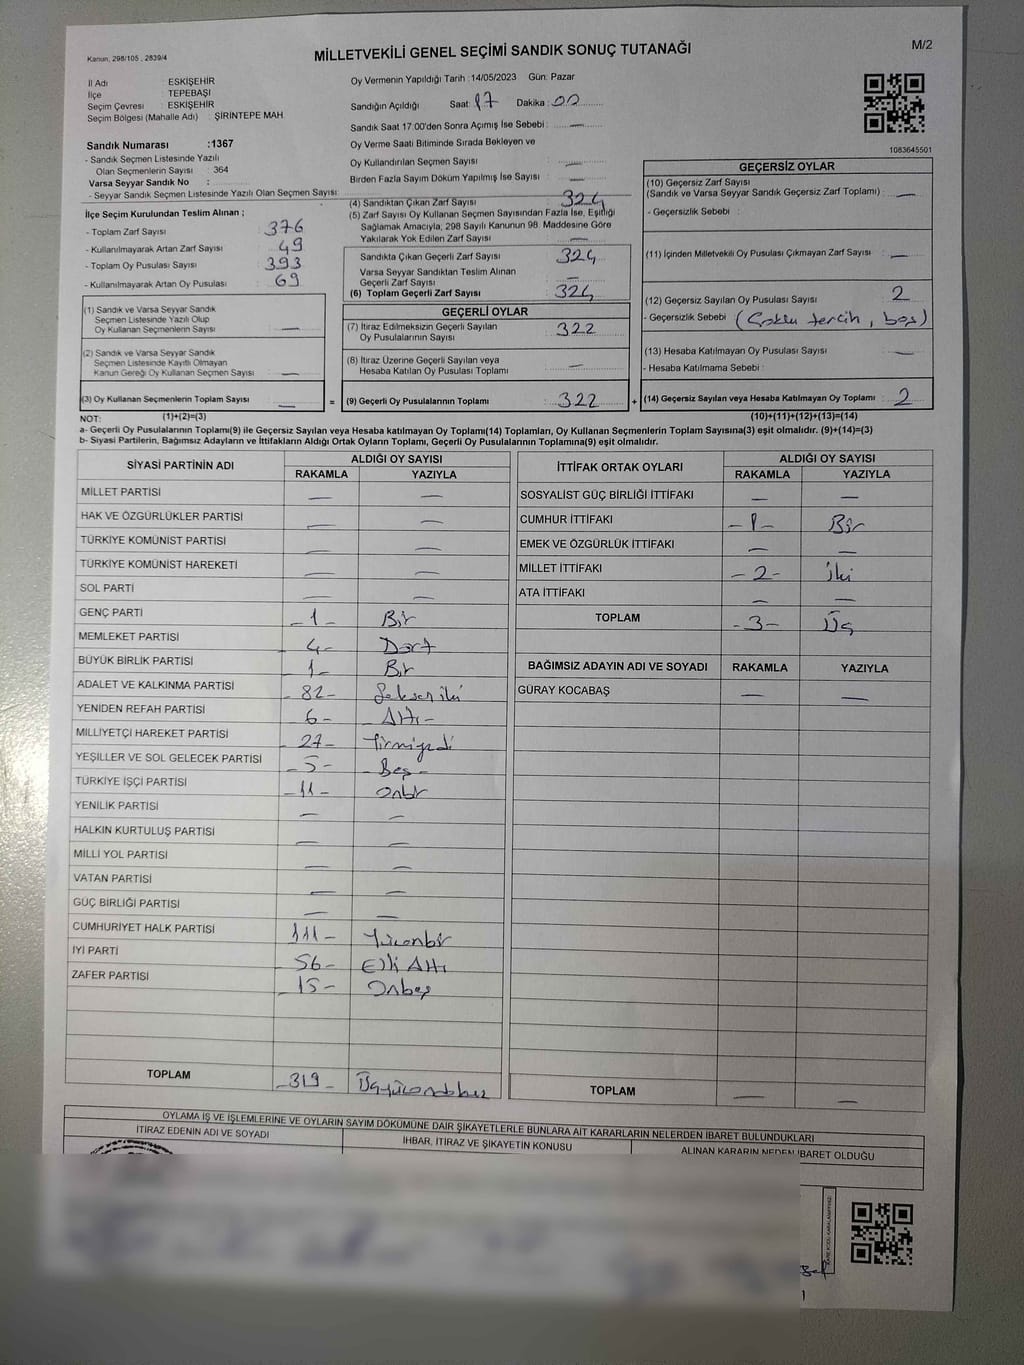 Kanun, 298/105 , 2839/4
MİLLETVEKİLİ GENEL SEÇİMİ SANDIK SONUÇ TUTANAĞI
M/2
İl Adı : ESKİŞEHİR
İlçe : TEPEBAŞI
Seçim Çevresi : ESKİŞEHİR
Seçim Bölgesi (Mahalle Adı) : ŞİRİNTEPE MAH
Sandık Numarası :1367
- Sandık Seçmen Listesinde Yazılı
Olan Seçmenlerin Sayısı : 364
Varsa Seyyar Sandık No :
- Seyyar Sandık Seçmen Listesinde Yazılı Olan Seçmen Sayısı :
Oy Vermenin Yapıldığı Tarih :14/05/2023 Gün: Pazar
Sandığın Açıldığı Saat: 17 Dakika : 00
Sandık Saat 17:00'den Sonra Açımış İse Sebebi : —
Oy Verme Saati Bitiminde Sırada Bekleyen ve
Oy Kullandırılan Seçmen Sayısı : —
Birden Fazla Sayım Döküm Yapılmış İse Sayısı : —
1083645501
İlçe Seçim Kurulundan Teslim Alınan ;
- Toplam Zarf Sayısı : 376
- Kullanılmayarak Artan Zarf Sayısı : 49
- Toplam Oy Pusulası Sayısı : 393
- Kullanılmayarak Artan Oy Pusulası : 69
(4) Sandıktan Çıkan Zarf Sayısı : 324
(5) Zarf Sayısı Oy Kullanan Seçmen Sayısından Fazla İse, Eşitliği
Sağlamak Amacıyla, 298 Sayılı Kanunun 98. Maddesine Göre
Yakılarak Yok Edilen Zarf Sayısı : —
Sandıkta Çıkan Geçerli Zarf Sayısı : 324
Varsa Seyyar Sandıktan Teslim Alınan
Geçerli Zarf Sayısı : —
(6) Toplam Geçerli Zarf Sayısı : 324
GEÇERSİZ OYLAR
(10) Geçersiz Zarf Sayısı
(Sandık ve Varsa Seyyar Sandık Geçersiz Zarf Toplamı) : —
- Geçersizlik Sebebi :
(11) İçinden Milletvekili Oy Pusulası Çıkmayan Zarf Sayısı : —
(12) Geçersiz Sayılan Oy Pusulası Sayısı : 2
- Geçersizlik Sebebi : (Çoklu tercih, boş)
(13) Hesaba Katılmayan Oy Pusulası Sayısı : —
- Hesaba Katılmama Sebebi :
(14) Geçersiz Sayılan veya Hesaba Katılmayan Oy Toplamı : 2
(1) Sandık ve Varsa Seyyar Sandık
Seçmen Listesinde Yazılı Olup
Oy Kullanan Seçmenlerin Sayısı : —
(2) Sandık ve Varsa Seyyar Sandık
Seçmen Listesinde Kayıtlı Olmayan
Kanun Gereği Oy Kullanan Seçmen Sayısı : —
(3) Oy Kullanan Seçmenlerin Toplam Sayısı : —
=
GEÇERLİ OYLAR
(7) İtiraz Edilmeksizin Geçerli Sayılan
Oy Pusulalarının Sayısı : 322
(8) İtiraz Üzerine Geçerli Sayılan veya
Hesaba Katılan Oy Pusulası Toplamı : —
(9) Geçerli Oy Pusulalarının Toplamı : 322
+
NOT: (1)+(2)=(3) (10)+(11)+(12)+(13)=(14)
a- Geçerli Oy Pusulalarının Toplamı(9) ile Geçersiz Sayılan veya Hesaba katılmayan Oy Toplamı(14) Toplamları, Oy Kullanan Seçmenlerin Toplam Sayısına(3) eşit olmalıdır. (9)+(14)=(3)
b- Siyasi Partilerin, Bağımsız Adayların ve İttifakların Aldığı Ortak Oyların Toplamı, Geçerli Oy Pusulalarının Toplamına(9) eşit olmalıdır.
SİYASİ PARTİNİN ADI ALDIĞI OY SAYISI
RAKAMLA YAZIYLA
MİLLET PARTİSİ — —
HAK VE ÖZGÜRLÜKLER PARTİSİ — —
TÜRKİYE KOMÜNİST PARTİSİ — —
TÜRKİYE KOMÜNİST HAREKETİ — —
SOL PARTİ — —
GENÇ PARTİ -1- Bir
MEMLEKET PARTİSİ 4- Dört
BÜYÜK BİRLİK PARTİSİ -1- Bir
ADALET VE KALKINMA PARTİSİ -82- Seksen iki
YENİDEN REFAH PARTİSİ -6- -Altı-
MİLLİYETÇİ HAREKET PARTİSİ -27- Yirmiyedi
YEŞİLLER VE SOL GELECEK PARTİSİ -5- -Beş-
TÜRKİYE İŞÇİ PARTİSİ -11- Onbir
YENİLİK PARTİSİ — —
HALKIN KURTULUŞ PARTİSİ — —
MİLLİ YOL PARTİSİ — —
VATAN PARTİSİ — —
GÜÇ BİRLİĞİ PARTİSİ — —
CUMHURİYET HALK PARTİSİ 111- Yüzonbir
İYİ PARTİ 56- Elli Altı
ZAFER PARTİSİ -15- Onbeş
TOPLAM -319- Üçyüzondokuz
İTTİFAK ORTAK OYLARI ALDIĞI OY SAYISI
RAKAMLA YAZIYLA
SOSYALİST GÜÇ BİRLİĞİ İTTİFAKI — —
CUMHUR İTTİFAKI -1- Bir
EMEK VE ÖZGÜRLÜK İTTİFAKI — —
MİLLET İTTİFAKI -2- İki
ATA İTTİFAKI — —
TOPLAM -3- Üç
BAĞIMSIZ ADAYIN ADI VE SOYADI RAKAMLA YAZIYLA
GÜRAY KOCABAŞ — —
TOPLAM — —
OYLAMA İŞ VE İŞLEMLERİNE VE OYLARIN SAYIM DÖKÜMÜNE DAİR ŞİKAYETLERLE BUNLARA AİT KARARLARIN NELERDEN İBARET BULUNDUKLARI
İTİRAZ EDENİN ADI VE SOYADI İHBAR, İTİRAZ VE ŞİKAYETİN KONUSU ALINAN KARARIN NEDEN İBARET OLDUĞU